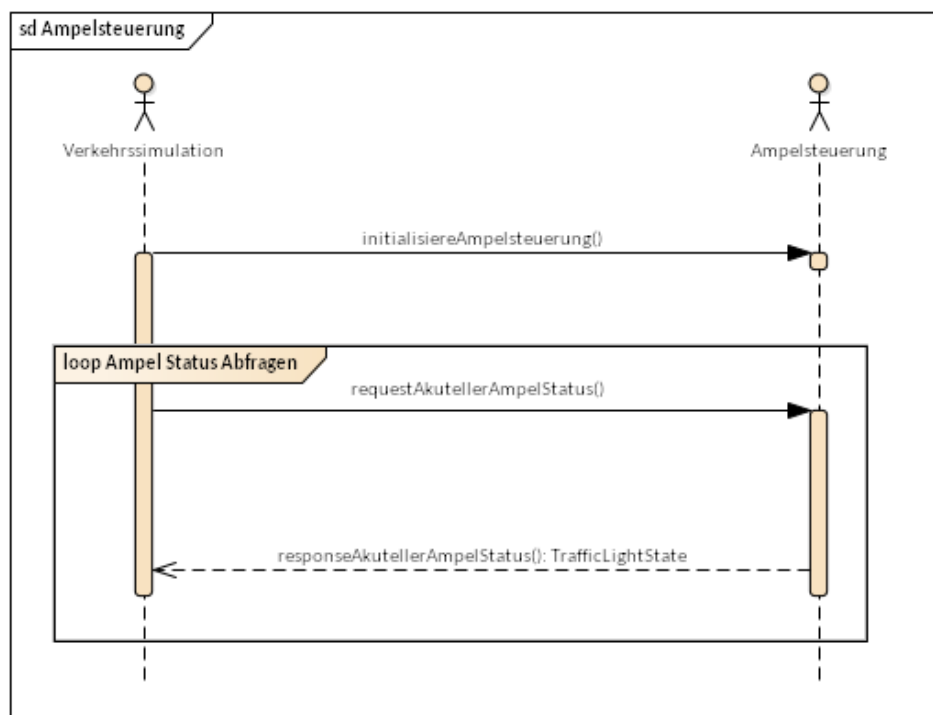 sd Ampelsteuerung
Verkehrssimulation
Ampelsteuerung
initialisiereAmpelsteuerung()
loop Ampel Status Abfragen
requestAkutellerAmpelStatus()
responseAkutellerAmpelStatus(): TrafficLightState